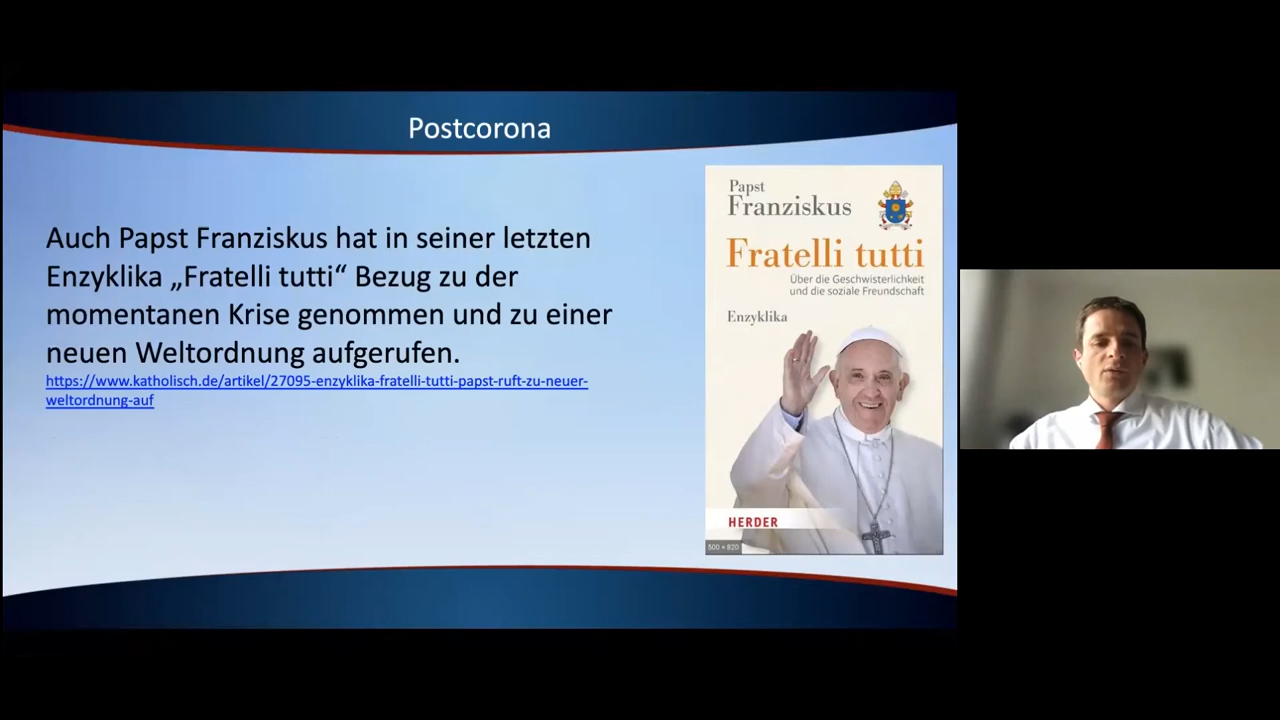 Postcorona
Auch Papst Franziskus hat in seiner letzten
Enzyklika „Fratelli tutti“ Bezug zu der
momentanen Krise genommen und zu einer
neuen Weltordnung aufgerufen.
https://www.katholisch.de/artikel/27095-enzyklika-fratelli-tutti-papst-ruft-zu-neuer-
weltordnung-auf
Papst
Franziskus
Fratelli tutti
Über die Geschwisterlichkeit
und die soziale Freundschaft
Enzyklika
HERDER
500 × 820